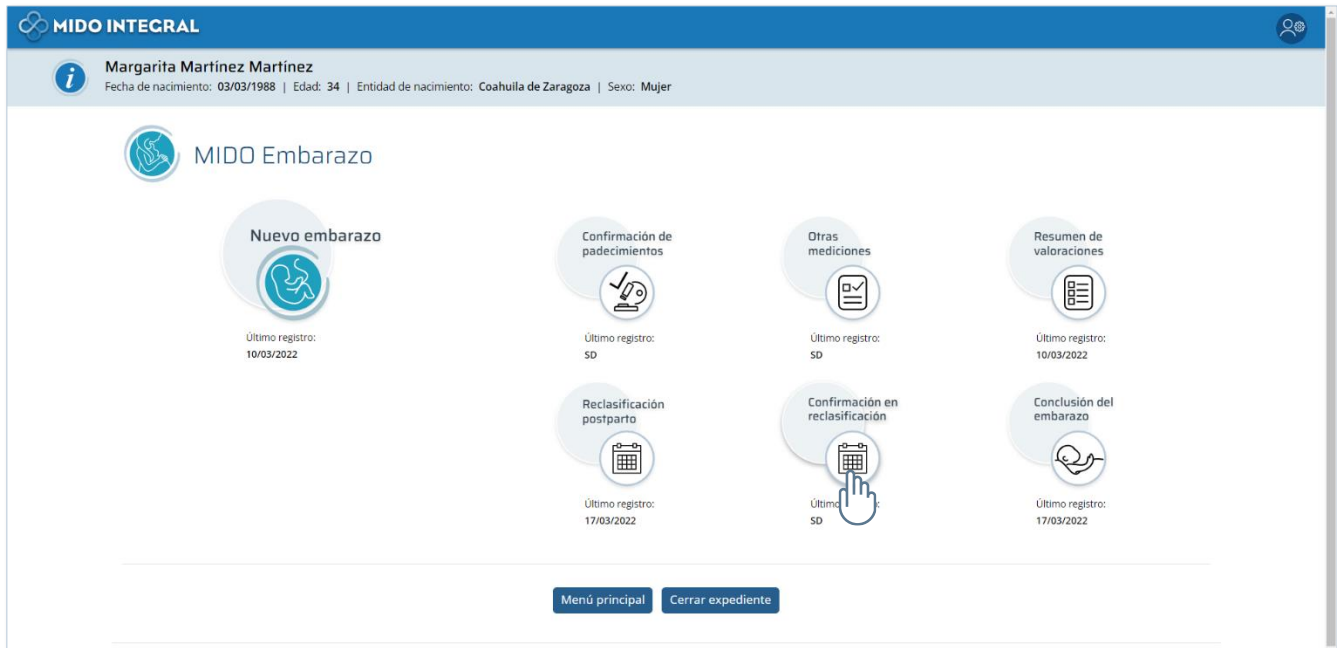 MIDO INTEGRAL
Margarita Martínez Martínez
Fecha de nacimiento: 03/03/1988 | Edad: 34 | Entidad de nacimiento: Coahuila de Zaragoza | Sexo: Mujer
MIDO Embarazo
Nuevo embarazo
Último registro:
10/03/2022
Confirmación de
padecimientos
Último registro:
SD
Otras
mediciones
Último registro:
SD
Resumen de
valoraciones
Último registro:
10/03/2022
Reclasificación
postparto
Último registro:
17/03/2022
Confirmación en
reclasificación
SD
Conclusión del
embarazo
Último registro:
17/03/2022
Menú principal
Cerrar expediente